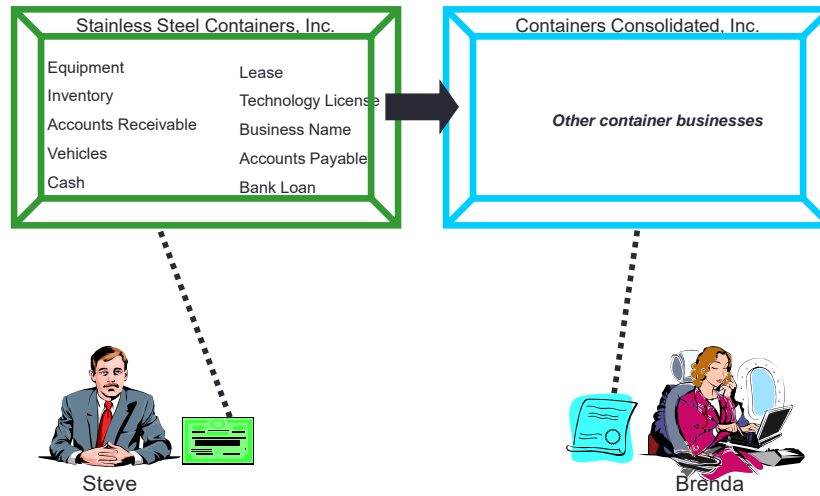 Stainless Steel Containers, Inc.
Equipment
Inventory
Accounts Receivable
Vehicles
Cash
Lease
Technology License
Business Name
Accounts Payable
Bank Loan
Containers Consolidated, Inc.
Other container businesses
Steve
Brenda